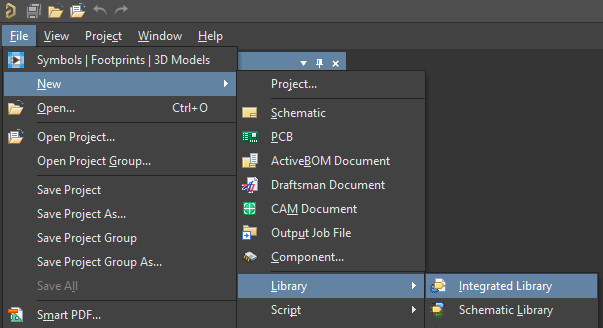 File View Project Window Help
Symbols | Footprints | 3D Models
New
Open... Ctrl+O
Open Project...
Open Project Group...
Save Project
Save Project As...
Save Project Group
Save Project Group As...
Save All
Smart PDF...
Project...
Schematic
PCB
ActiveBOM Document
Draftsman Document
CAM Document
Output Job File
Component...
Library
Script
Integrated Library
Schematic Library